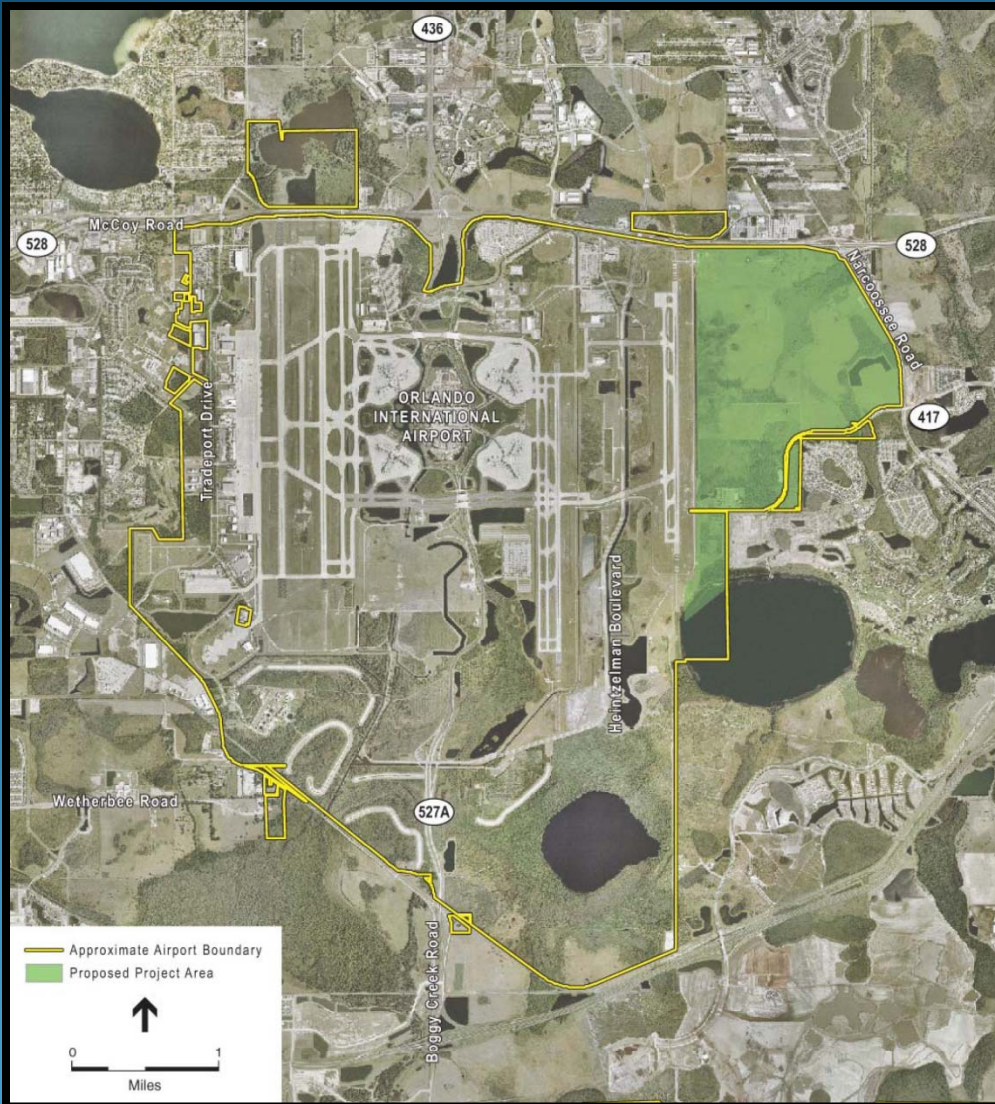 436
McCoy Road
528
528
Narcoossee Road
ORLANDO
INTERNATIONAL
AIRPORT
Tradeport Drive
417
Heintzelman Boulevard
Wetherbee Road
527A
Boggy Creek Road
Approximate Airport Boundary
Proposed Project Area
0 1
Miles